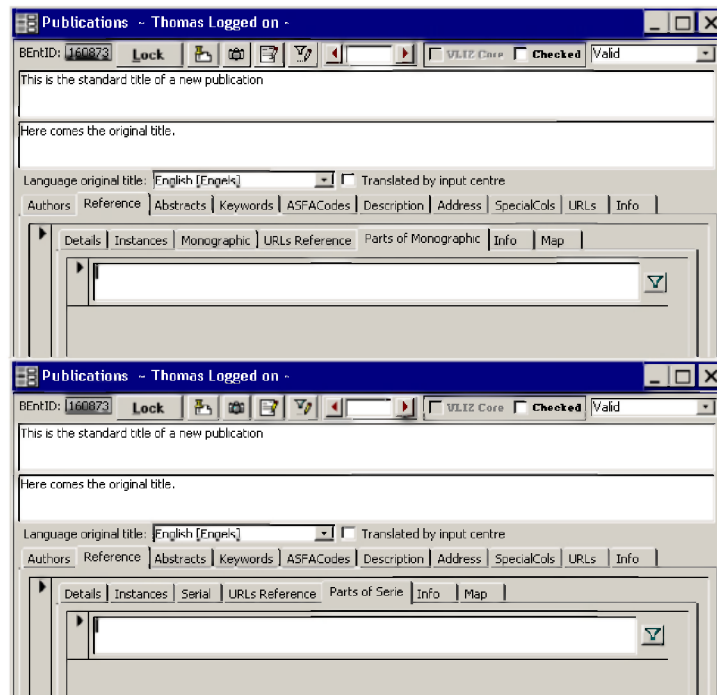 Publications ~ Thomas Logged on -
BEntID: 160873 Lock VLIZ Core Checked Valid
This is the standard title of a new publication
Here comes the original title.
Language original title: English [Engels] Translated by input centre
Authors Reference Abstracts Keywords ASFACodes Description Address SpecialCols URLs Info
Details Instances Monographic URLs Reference Parts of Monographic Info Map
Publications ~ Thomas Logged on -
BEntID: 160873 Lock VLIZ Core Checked Valid
This is the standard title of a new publication
Here comes the original title.
Language original title: English [Engels] Translated by input centre
Authors Reference Abstracts Keywords ASFACodes Description Address SpecialCols URLs Info
Details Instances Serial URLs Reference Parts of Serie Info Map